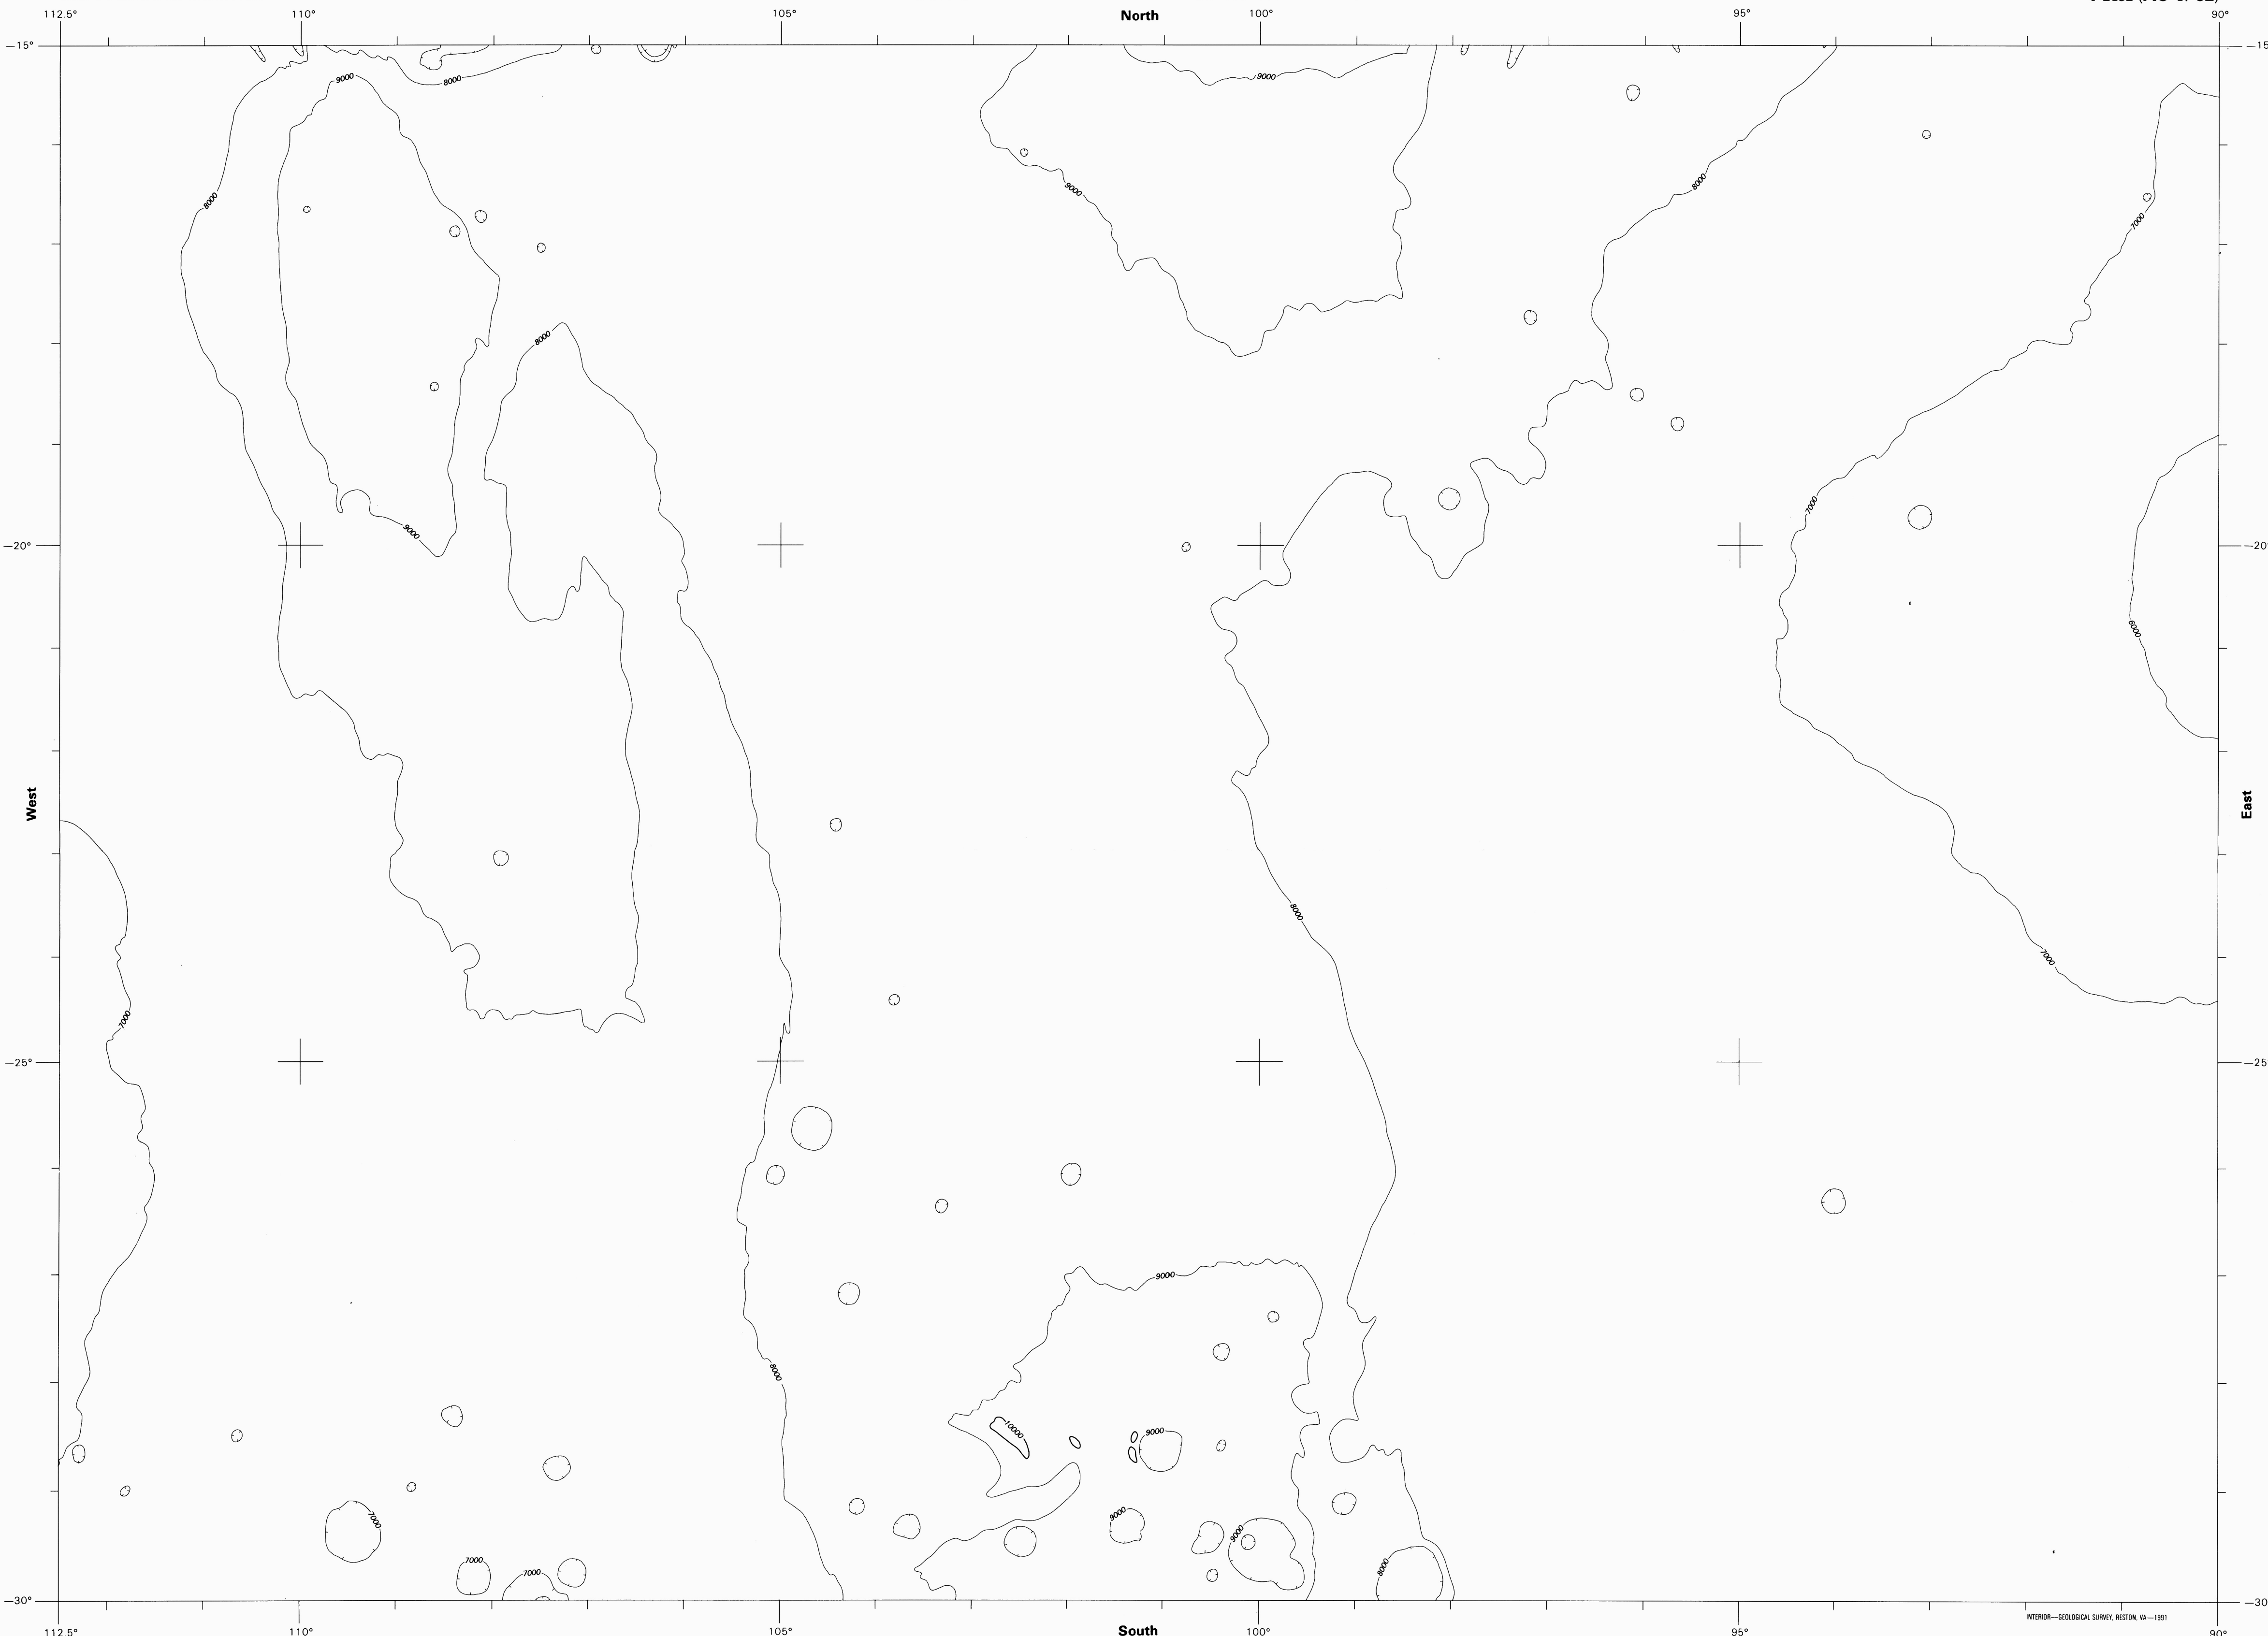 112.5° 110° 105° North 100° 95° 90°
—15° —15
9000 8000 9000
8000 9000 8000
7000
8000
9000 7000
—20° —20
6000
West East
8000
7000
7000
—25° —25
9000
8000
10000 9000
7000 9000 9000
7000 7000 8000
—30° —30
INTERIOR—GEOLOGICAL SURVEY, RESTON, VA—1991
112.5° 110° 105° South 100° 95° 90°